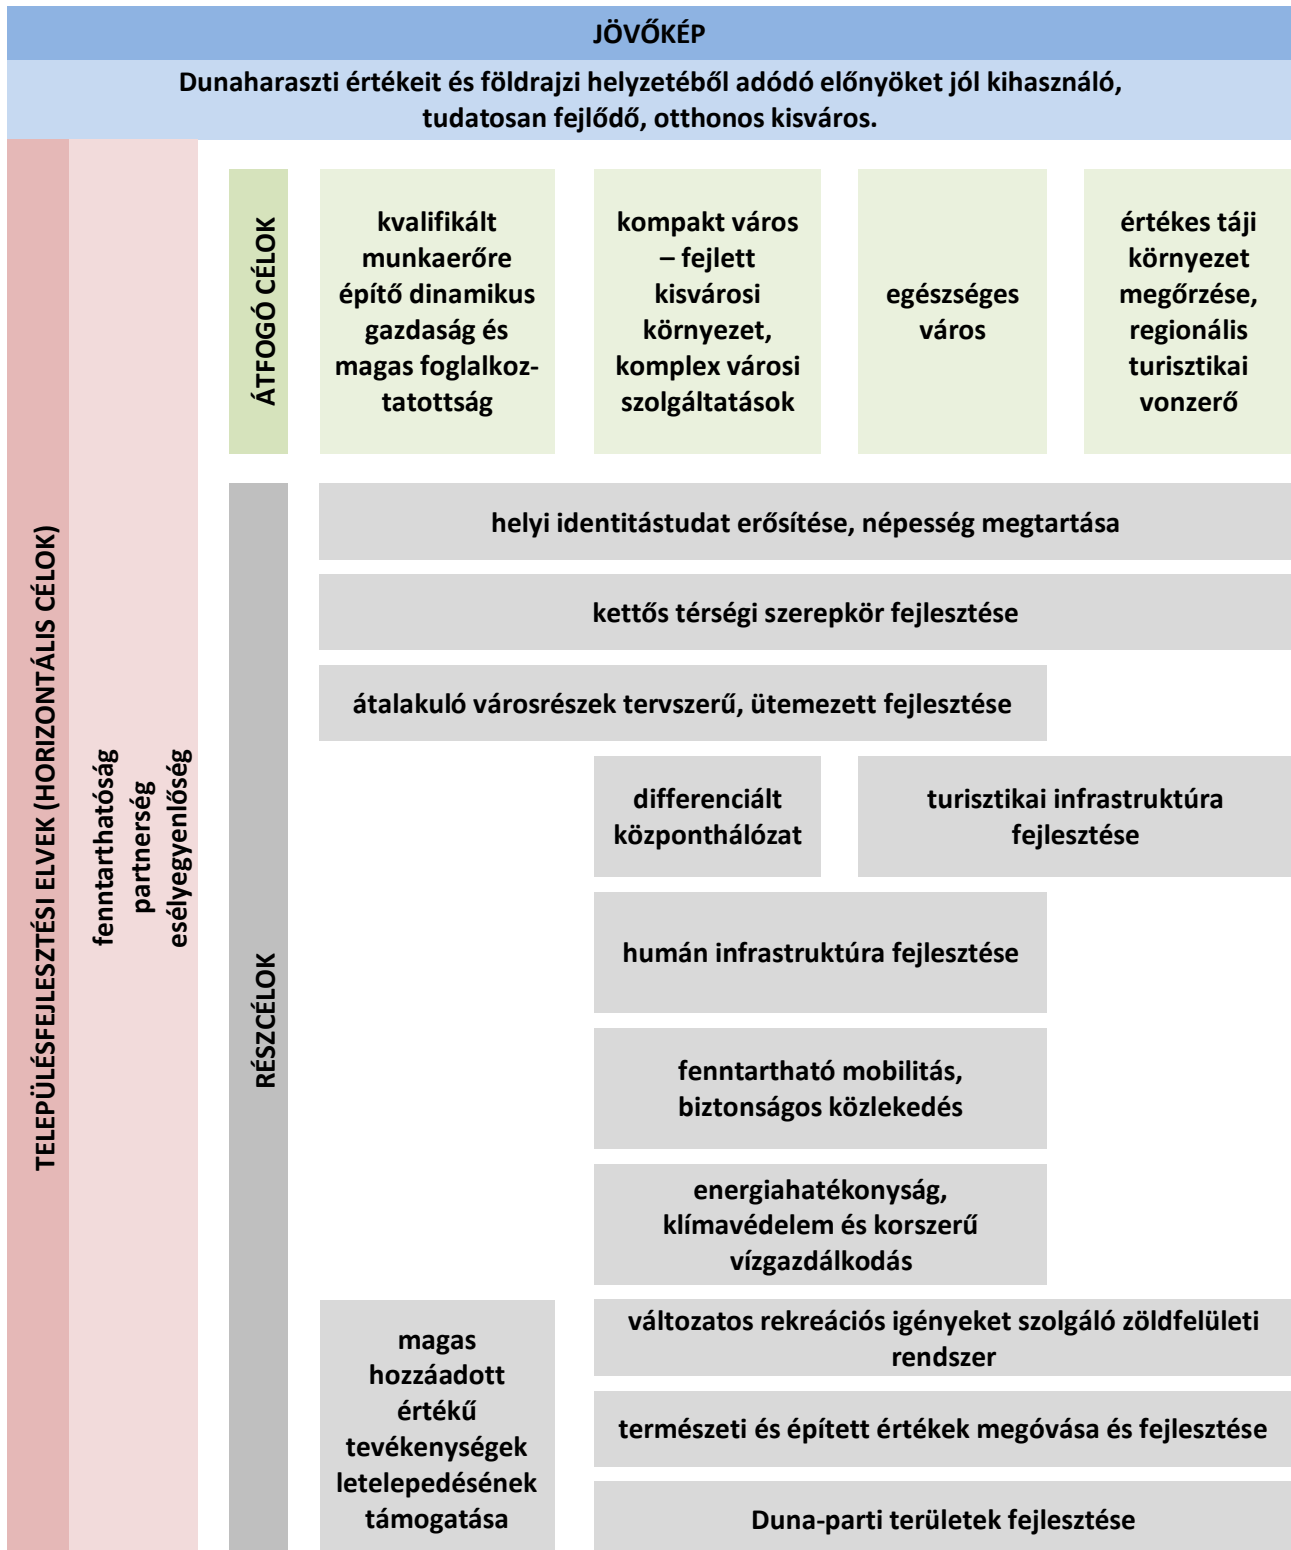 JÖVŐKÉP
Dunaharaszti értékeit és földrajzi helyzetéből adódó előnyöket jól kihasználó,
tudatosan fejlődő, otthonos kisváros.
TELEPÜLÉSFEJLESZTÉSI ELVEK (HORIZONTÁLIS CÉLOK)
fenntarthatóság
partnerség
esélyegyenlőség
ÁTFOGÓ CÉLOK
kvalifikált
munkaerőre
építő dinamikus
gazdaság és
magas foglalkoz-
tatottság
kompakt város
– fejlett
kisvárosi
környezet,
komplex városi
szolgáltatások
egészséges
város
értékes táji
környezet
megőrzése,
regionális
turisztikai
vonzerő
RÉSZCÉLOK
helyi identitástudat erősítése, népesség megtartása
kettős térségi szerepkör fejlesztése
átalakuló városrészek tervszerű, ütemezett fejlesztése
differenciált
központhálózat
turisztikai infrastruktúra
fejlesztése
humán infrastruktúra fejlesztése
fenntartható mobilitás,
biztonságos közlekedés
energiahatékonyság,
klímavédelem és korszerű
vízgazdálkodás
magas
hozzáadott
értékű
tevékenységek
letelepedésének
támogatása
változatos rekreációs igényeket szolgáló zöldfelületi
rendszer
természeti és épített értékek megóvása és fejlesztése
Duna-parti területek fejlesztése